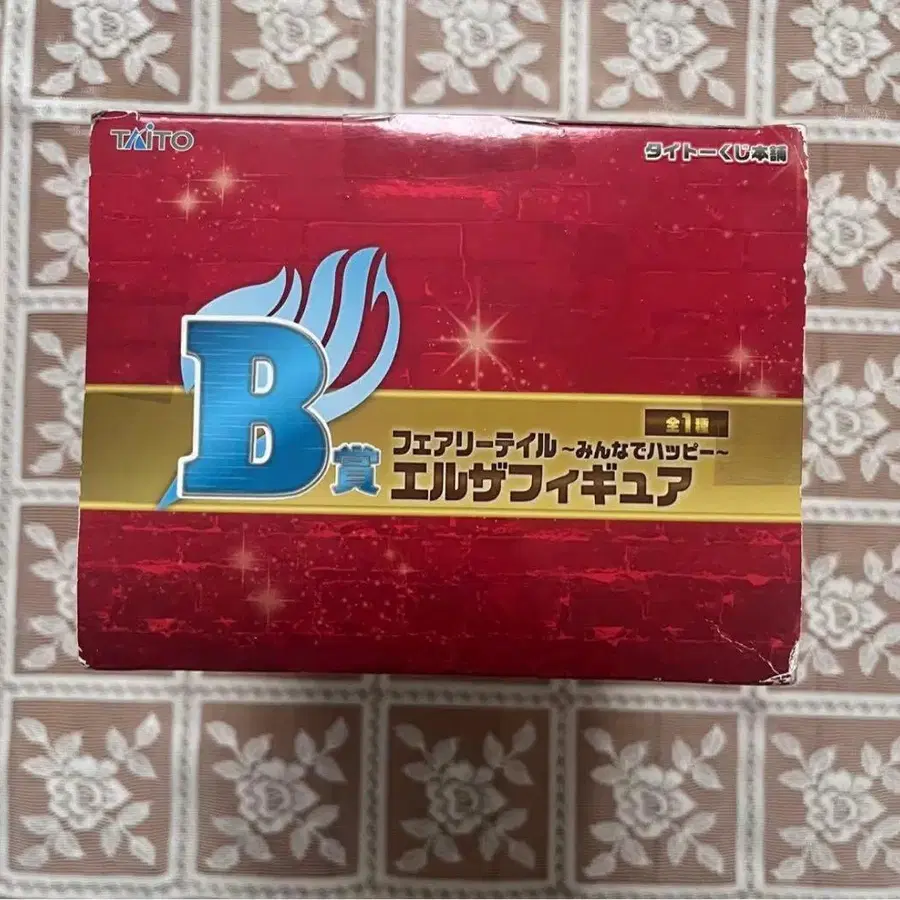 TAITO
タイトーくじ本舗
全1種
B賞
フェアリーテイル ~みんなでハッピー~
エルザフィギュア